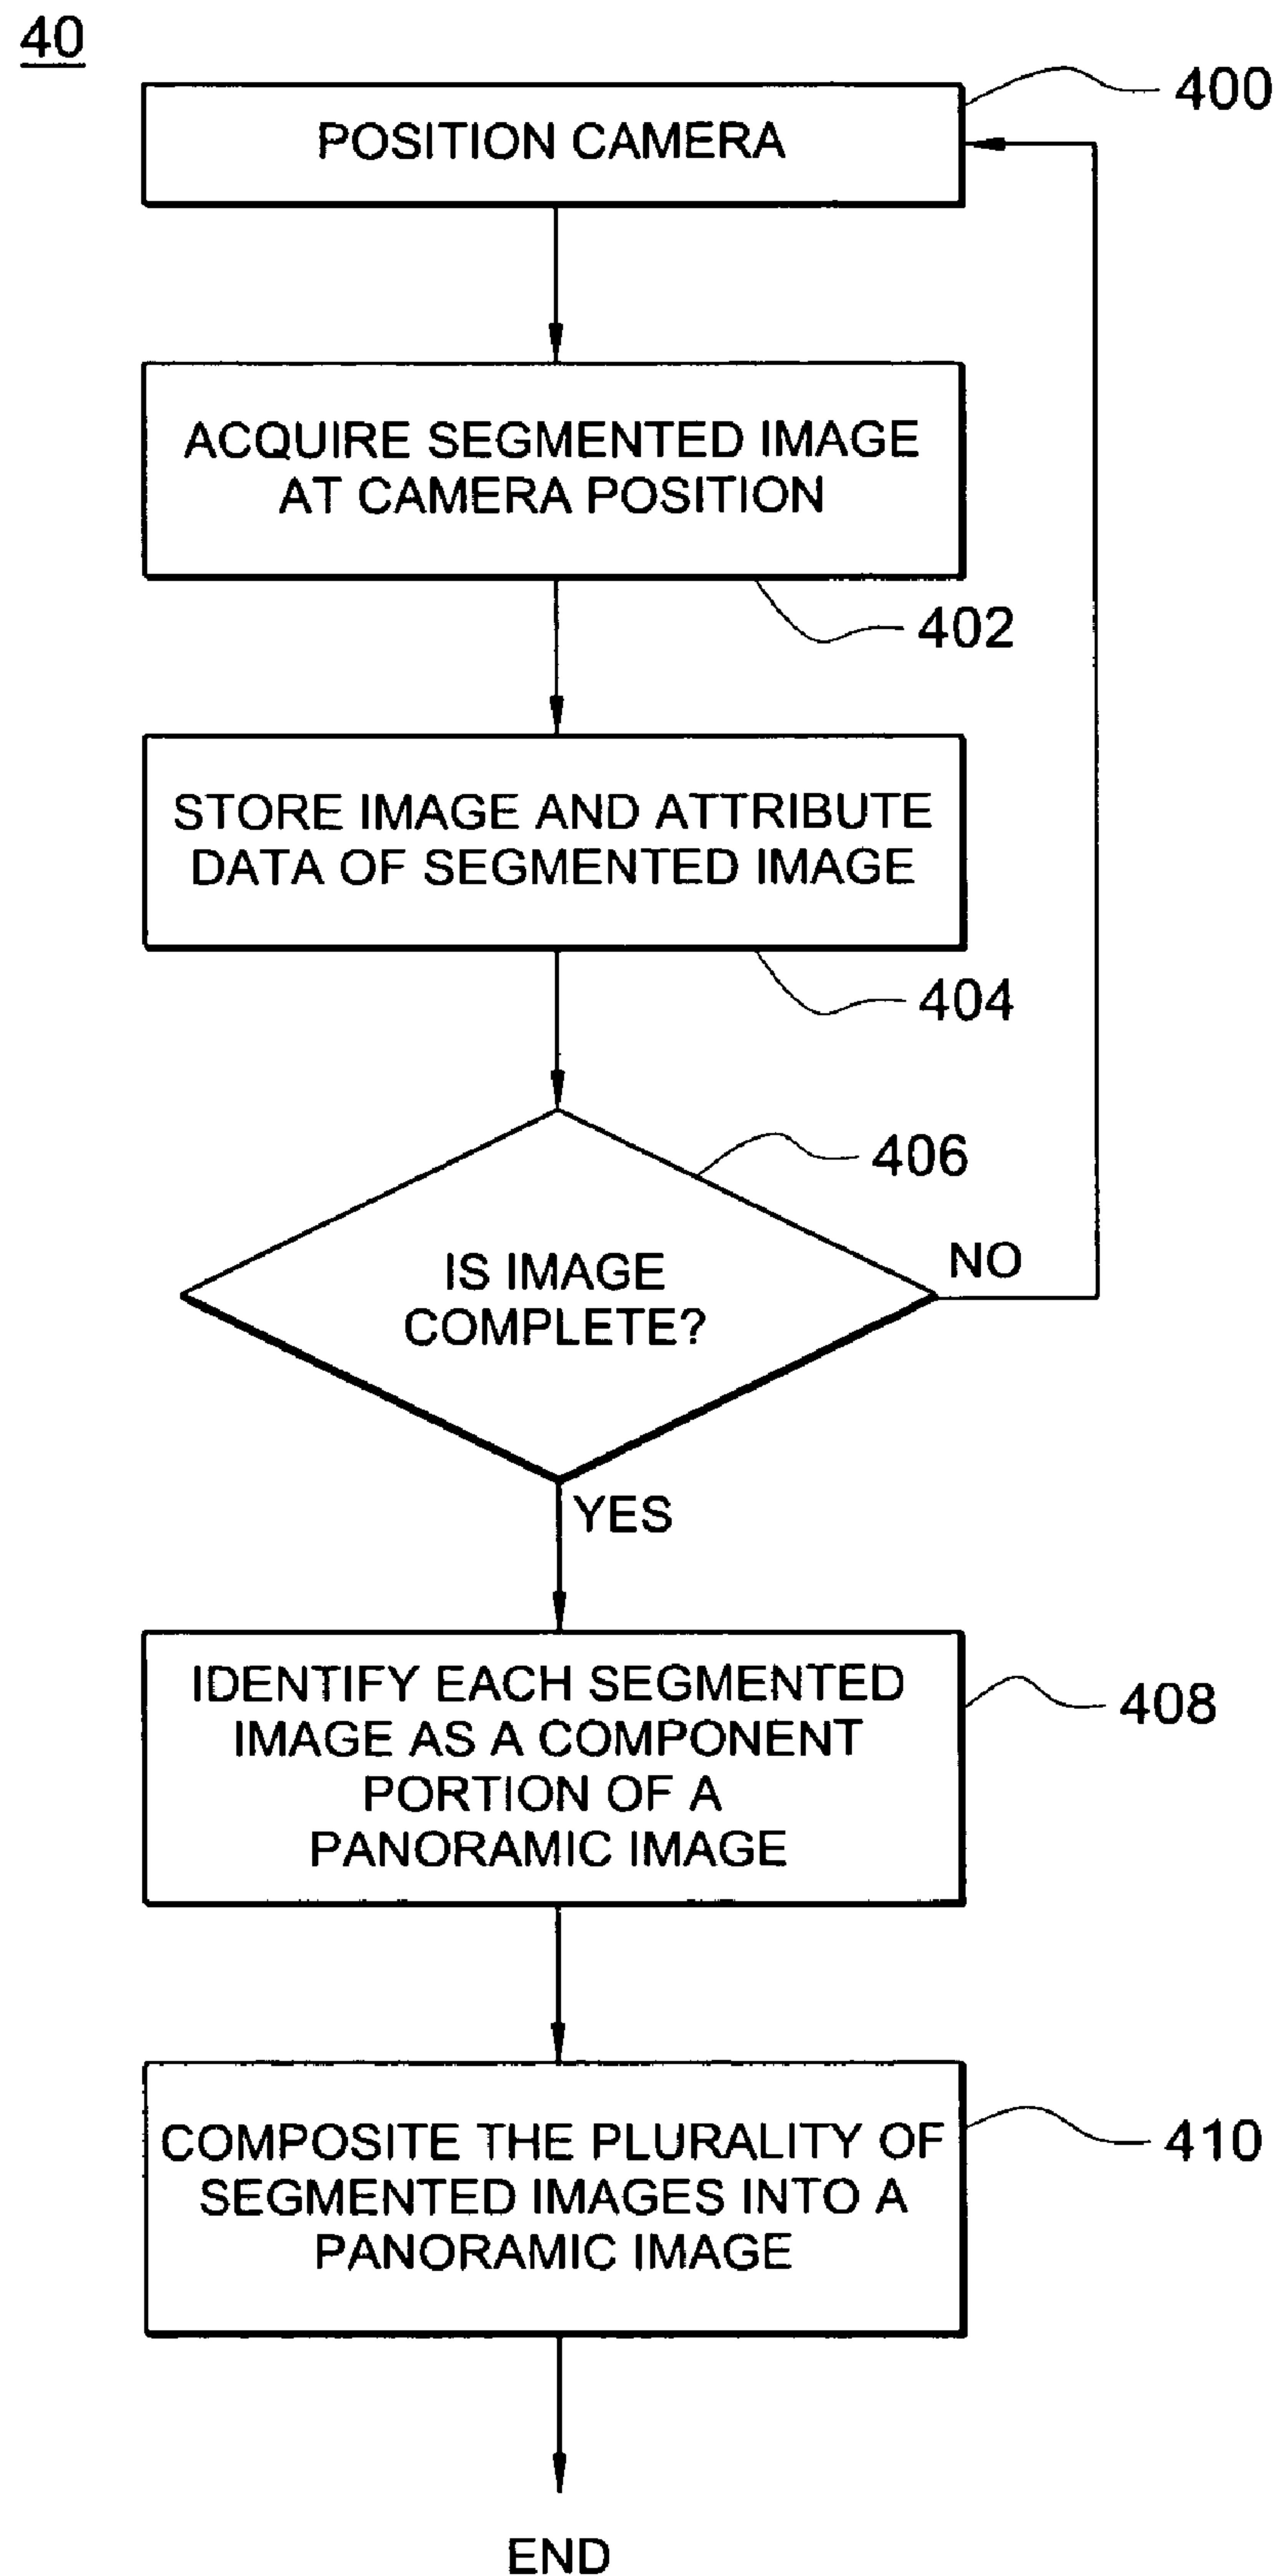 40
400
POSITION CAMERA
ACQUIRE SEGMENTED IMAGE
AT CAMERA POSITION
402
STORE IMAGE AND ATTRIBUTE
DATA OF SEGMENTED IMAGE
404
406
IS IMAGE
COMPLETE?
NO
YES
IDENTIFY EACH SEGMENTED
IMAGE AS A COMPONENT
PORTION OF A
PANORAMIC IMAGE
408
COMPOSITE THE PLURALITY OF
SEGMENTED IMAGES INTO A
PANORAMIC IMAGE
410
END